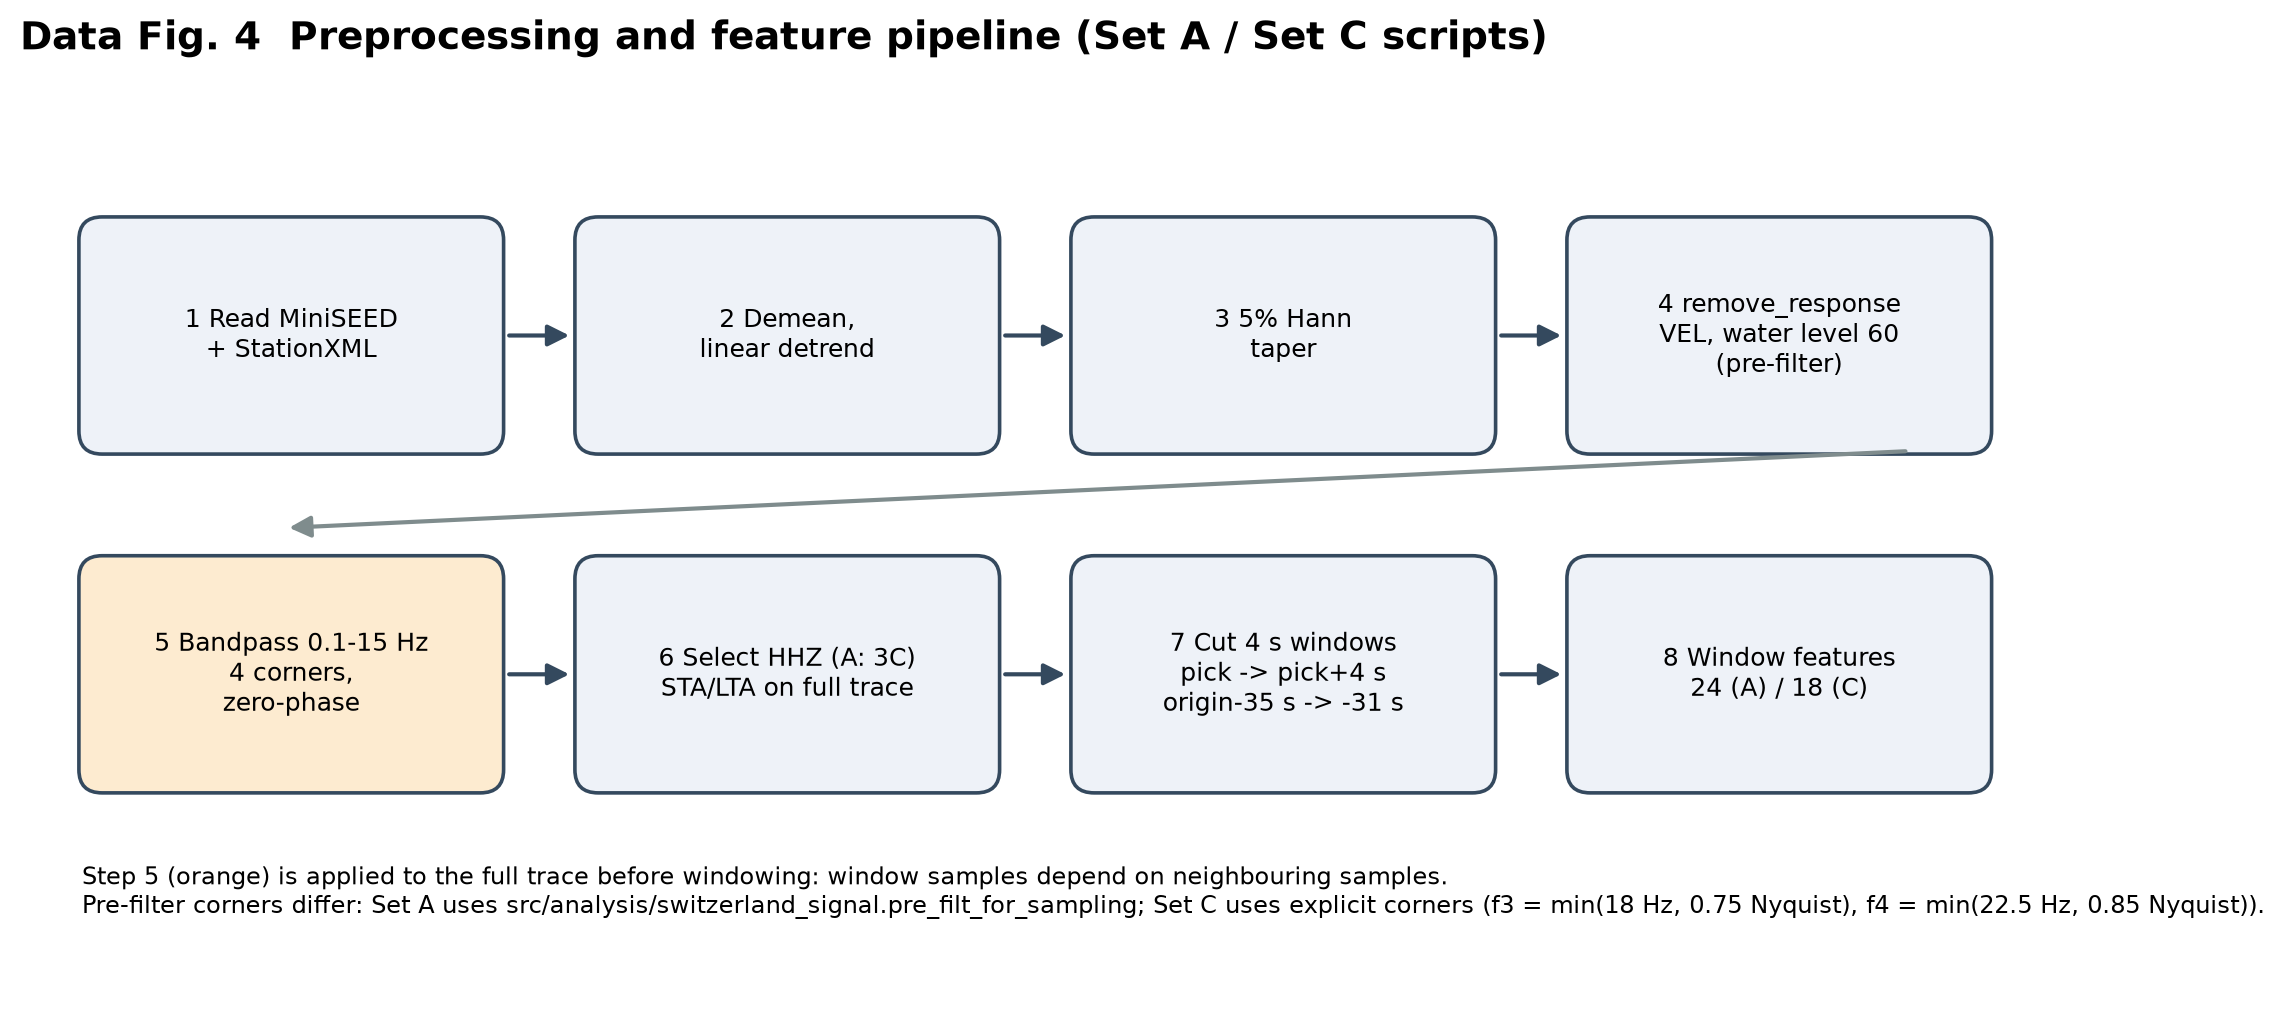 Data Fig. 4  Preprocessing and feature pipeline (Set A / Set C scripts)
1 Read MiniSEED
+ StationXML
2 Demean,
linear detrend
3 5% Hann
taper
4 remove_response
VEL, water level 60
(pre-filter)
5 Bandpass 0.1-15 Hz
4 corners,
zero-phase
6 Select HHZ (A: 3C)
STA/LTA on full trace
7 Cut 4 s windows
pick -> pick+4 s
origin-35 s -> -31 s
8 Window features
24 (A) / 18 (C)
Step 5 (orange) is applied to the full trace before windowing: window samples depend on neighbouring samples.
Pre-filter corners differ: Set A uses src/analysis/switzerland_signal.pre_filt_for_sampling; Set C uses explicit corners (f3 = min(18 Hz, 0.75 Nyquist), f4 = min(22.5 Hz, 0.85 Nyquist)).